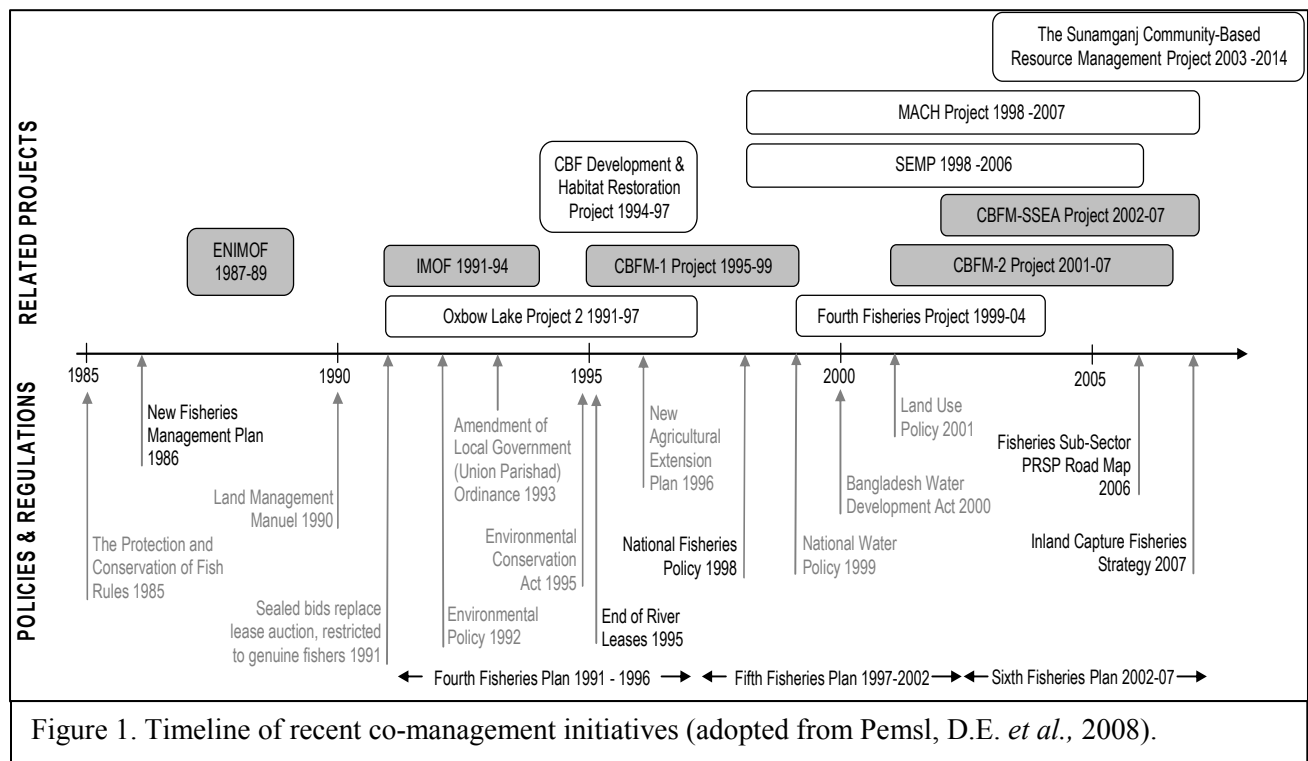 The Sunamganj Community-Based
Resource Management Project 2003 -2014
MACH Project 1998 -2007
SEMP 1998 -2006
CBF Development &
Habitat Restoration
Project 1994-97
CBFM-SSEA Project 2002-07
ENIMOF
1987-89
IMOF 1991-94
CBFM-1 Project 1995-99
CBFM-2 Project 2001-07
Oxbow Lake Project 2 1991-97
Fourth Fisheries Project 1999-04
RELATED PROJECTS
1985
1990
1995
2000
2005
POLICIES & REGULATIONS
The Protection and
Conservation of Fish
Rules 1985
New Fisheries
Management Plan
1986
Land Management
Manuel 1990
Sealed bids replace
lease auction, restricted
to genuine fishers 1991
Environmental
Policy 1992
Amendment of
Local Government
(Union Parishad)
Ordinance 1993
Environmental
Conservation
Act 1995
End of River
Leases 1995
New
Agricultural
Extension
Plan 1996
National Fisheries
Policy 1998
National Water
Policy 1999
Bangladesh Water
Development Act 2000
Land Use
Policy 2001
Fisheries Sub-Sector
PRSP Road Map
2006
Inland Capture Fisheries
Strategy 2007
Fourth Fisheries Plan 1991 - 1996
Fifth Fisheries Plan 1997-2002
Sixth Fisheries Plan 2002-07
Figure 1. Timeline of recent co-management initiatives (adopted from Pemsl, D.E. et al., 2008).